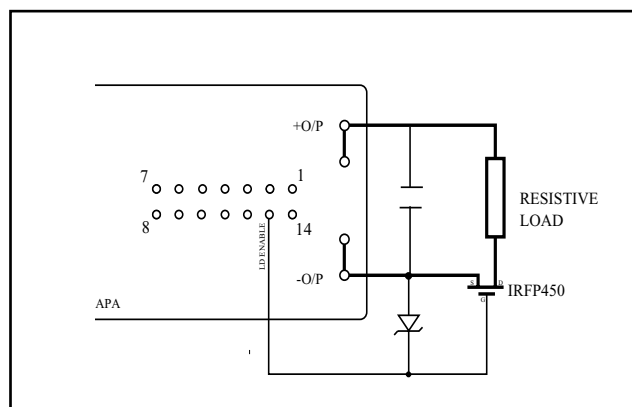 +O/P
7
1
8
14
LD ENABLE
RESISTIVE
LOAD
-O/P
S
D
G
IRFP450
APA